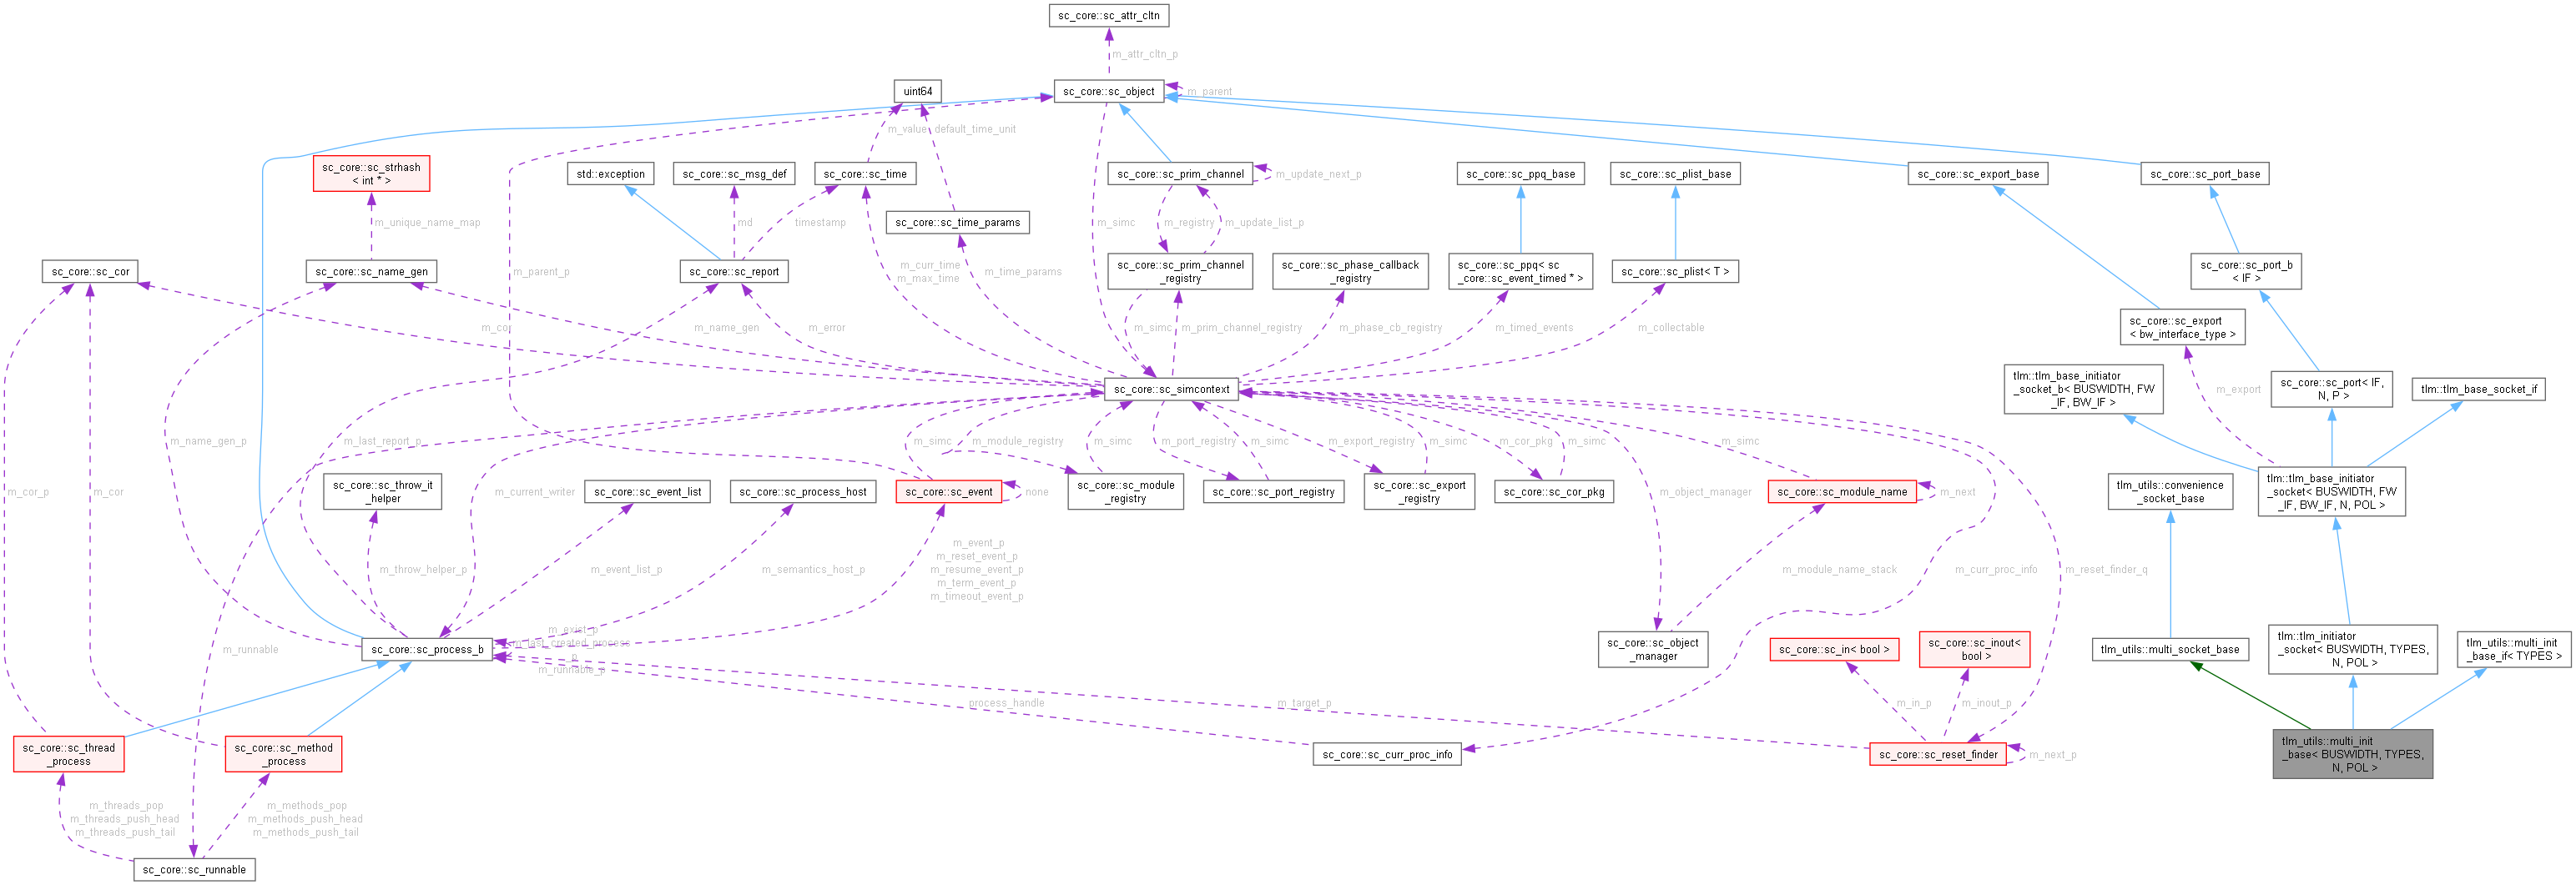 sc_core::sc_attr_cltn
m_attr_cltn_p
uint64
sc_core::sc_object
m_parent
m_value
default_time_unit
sc_core::sc_strhash
< int * >
std::exception
sc_core::sc_msg_def
sc_core::sc_time
sc_core::sc_prim_channel
m_update_next_p
sc_core::sc_ppq_base
sc_core::sc_plist_base
sc_core::sc_export_base
sc_core::sc_port_base
m_unique_name_map
md
timestamp
sc_core::sc_time_params
m_simc
m_registry
m_update_list_p
sc_core::sc_cor
sc_core::sc_name_gen
sc_core::sc_report
m_parent_p
m_curr_time
m_max_time
m_time_params
sc_core::sc_prim_channel
_registry
sc_core::sc_phase_callback
_registry
sc_core::sc_ppq< sc
_core::sc_event_timed * >
sc_core::sc_plist< T >
sc_core::sc_port_b
< IF >
m_cor
m_name_gen
m_error
m_simc
m_prim_channel_registry
m_phase_cb_registry
m_timed_events
m_collectable
sc_core::sc_export
< bw_interface_type >
sc_core::sc_simcontext
m_export
tlm::tlm_base_initiator
_socket_b< BUSWIDTH, FW
_IF, BW_IF >
sc_core::sc_port< IF,
N, P >
tlm::tlm_base_socket_if
m_name_gen_p
m_last_report_p
m_simc
m_module_registry
m_simc
m_port_registry
m_simc
m_export_registry
m_simc
m_cor_pkg
m_simc
m_simc
m_cor_p
m_cor
sc_core::sc_throw_it
_helper
m_current_writer
sc_core::sc_event_list
sc_core::sc_process_host
sc_core::sc_event
none
sc_core::sc_module
_registry
sc_core::sc_port_registry
sc_core::sc_export
_registry
sc_core::sc_cor_pkg
m_object_manager
sc_core::sc_module_name
m_next
tlm_utils::convenience
_socket_base
tlm::tlm_base_initiator
_socket< BUSWIDTH, FW
_IF, BW_IF, N, POL >
m_throw_helper_p
m_event_list_p
m_semantics_host_p
m_event_p
m_reset_event_p
m_resume_event_p
m_term_event_p
m_timeout_event_p
m_module_name_stack
m_curr_proc_info
m_reset_finder_q
m_runnable
sc_core::sc_process_b
m_exist_p
m_last_created_process
_p
m_runnable_p
sc_core::sc_object
_manager
sc_core::sc_in< bool >
sc_core::sc_inout<
bool >
tlm_utils::multi_socket_base
tlm::tlm_initiator
_socket< BUSWIDTH, TYPES,
N, POL >
tlm_utils::multi_init
_base_if< TYPES >
process_handle
m_target_p
m_in_p
m_inout_p
sc_core::sc_thread
_process
sc_core::sc_method
_process
sc_core::sc_curr_proc_info
sc_core::sc_reset_finder
m_next_p
tlm_utils::multi_init
_base< BUSWIDTH, TYPES,
N, POL >
m_threads_pop
m_threads_push_head
m_threads_push_tail
m_methods_pop
m_methods_push_head
m_methods_push_tail
sc_core::sc_runnable